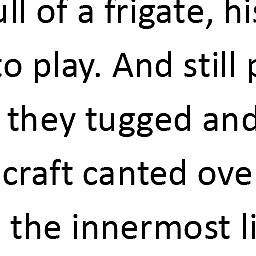 ull of a frigate, his
to play. And still
they tugged and
craft canted ove
the innermost li